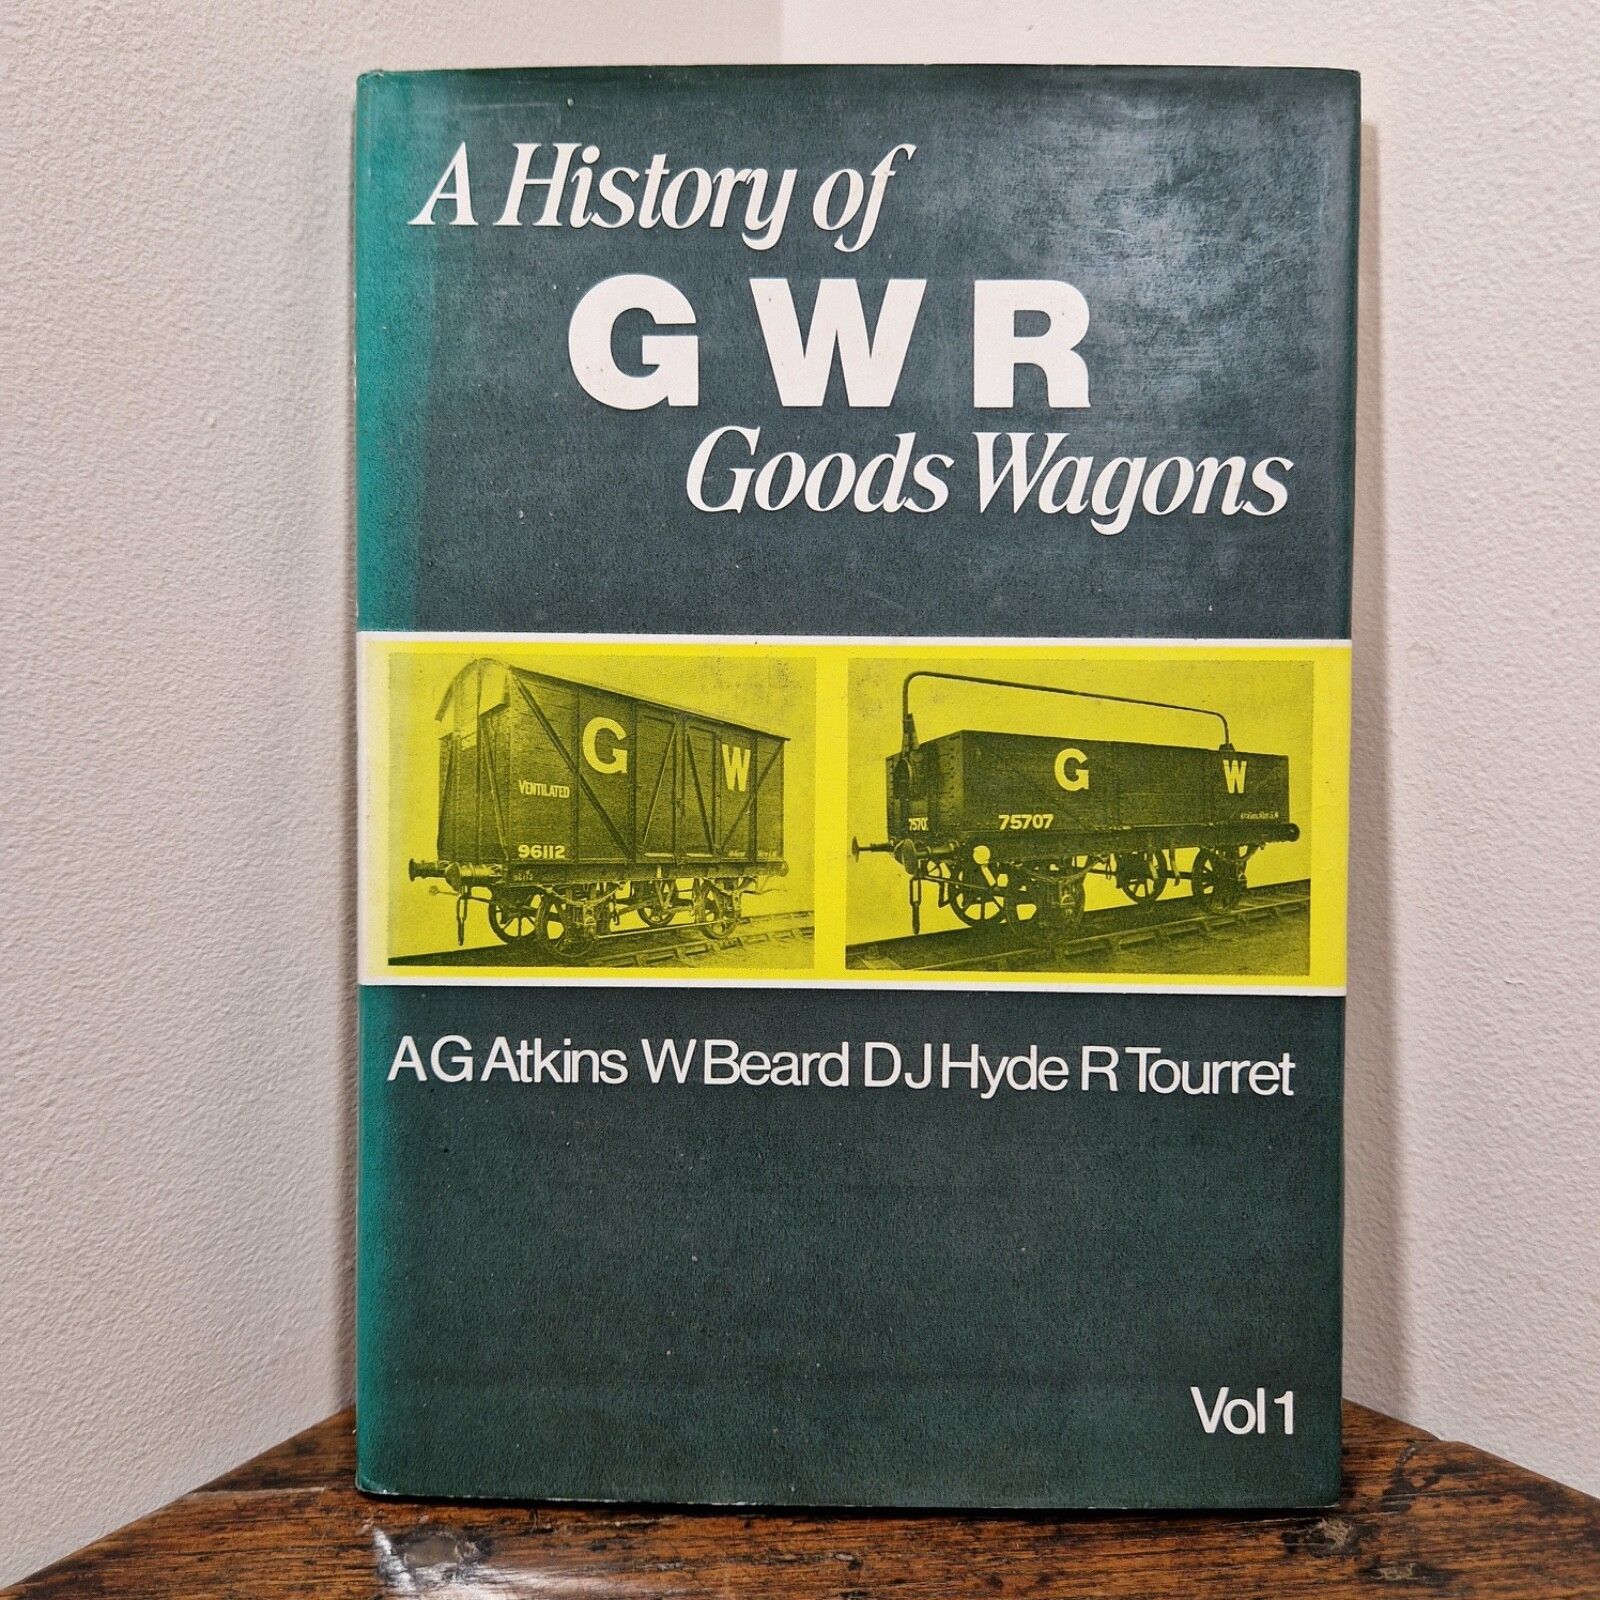 A History of
GWR
Goods Wagons
G W
VENTILATED
96112
G W
75707
A G Atkins W Beard D J Hyde R Tourret
Vol 1